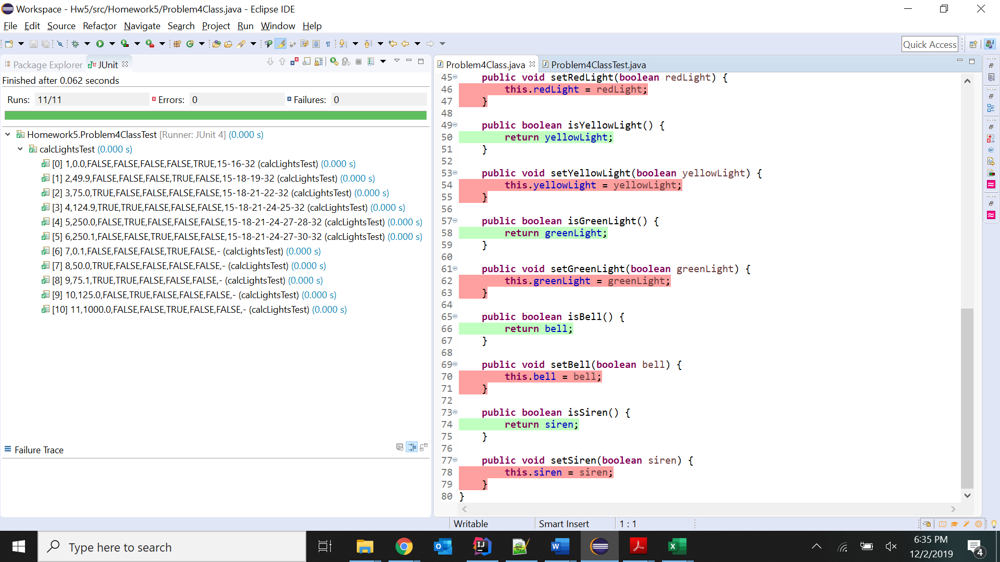 Workspace - Hw5/src/Homework5/Problem4Class.java - Eclipse IDE
File Edit Source Refactor Navigate Search Project Run Window Help
Quick Access
Package Explorer JUnit
Finished after 0.062 seconds
Runs: 11/11 Errors: 0 Failures: 0
Homework5.Problem4ClassTest [Runner: JUnit 4] (0.000 s)
calcLightsTest (0.000 s)
[0] 1,0.0,FALSE,FALSE,FALSE,FALSE,TRUE,15-16-32 (calcLightsTest) (0.000 s)
[1] 2,49.9,FALSE,FALSE,FALSE,TRUE,FALSE,15-18-19-32 (calcLightsTest) (0.000 s)
[2] 3,75.0,TRUE,FALSE,FALSE,FALSE,FALSE,15-18-21-22-32 (calcLightsTest) (0.000 s)
[3] 4,124.9,TRUE,TRUE,FALSE,FALSE,FALSE,15-18-21-24-25-32 (calcLightsTest) (0.000 s)
[4] 5,250.0,FALSE,TRUE,FALSE,FALSE,FALSE,15-18-21-24-27-28-32 (calcLightsTest) (0.000 s)
[5] 6,250.1,FALSE,FALSE,TRUE,FALSE,FALSE,15-18-21-24-27-30-32 (calcLightsTest) (0.000 s)
[6] 7,0.1,FALSE,FALSE,FALSE,TRUE,FALSE,- (calcLightsTest) (0.000 s)
[7] 8,50.0,TRUE,FALSE,FALSE,FALSE,FALSE,- (calcLightsTest) (0.000 s)
[8] 9,75.1,TRUE,TRUE,FALSE,FALSE,FALSE,- (calcLightsTest) (0.000 s)
[9] 10,125.0,FALSE,TRUE,FALSE,FALSE,FALSE,- (calcLightsTest) (0.000 s)
[10] 11,1000.0,FALSE,FALSE,TRUE,FALSE,FALSE,- (calcLightsTest) (0.000 s)
Failure Trace
Problem4Class.java Problem4ClassTest.java
45 public void setRedLight(boolean redLight) {
46 this.redLight = redLight;
47 }
48
49 public boolean isYellowLight() {
50 return yellowLight;
51 }
52
53 public void setYellowLight(boolean yellowLight) {
54 this.yellowLight = yellowLight;
55 }
56
57 public boolean isGreenLight() {
58 return greenLight;
59 }
60
61 public void setGreenLight(boolean greenLight) {
62 this.greenLight = greenLight;
63 }
64
65 public boolean isBell() {
66 return bell;
67 }
68
69 public void setBell(boolean bell) {
70 this.bell = bell;
71 }
72
73 public boolean isSiren() {
74 return siren;
75 }
76
77 public void setSiren(boolean siren) {
78 this.siren = siren;
79 }
80 }
Writable Smart Insert 1 : 1
Type here to search
6:35 PM
12/2/2019
4